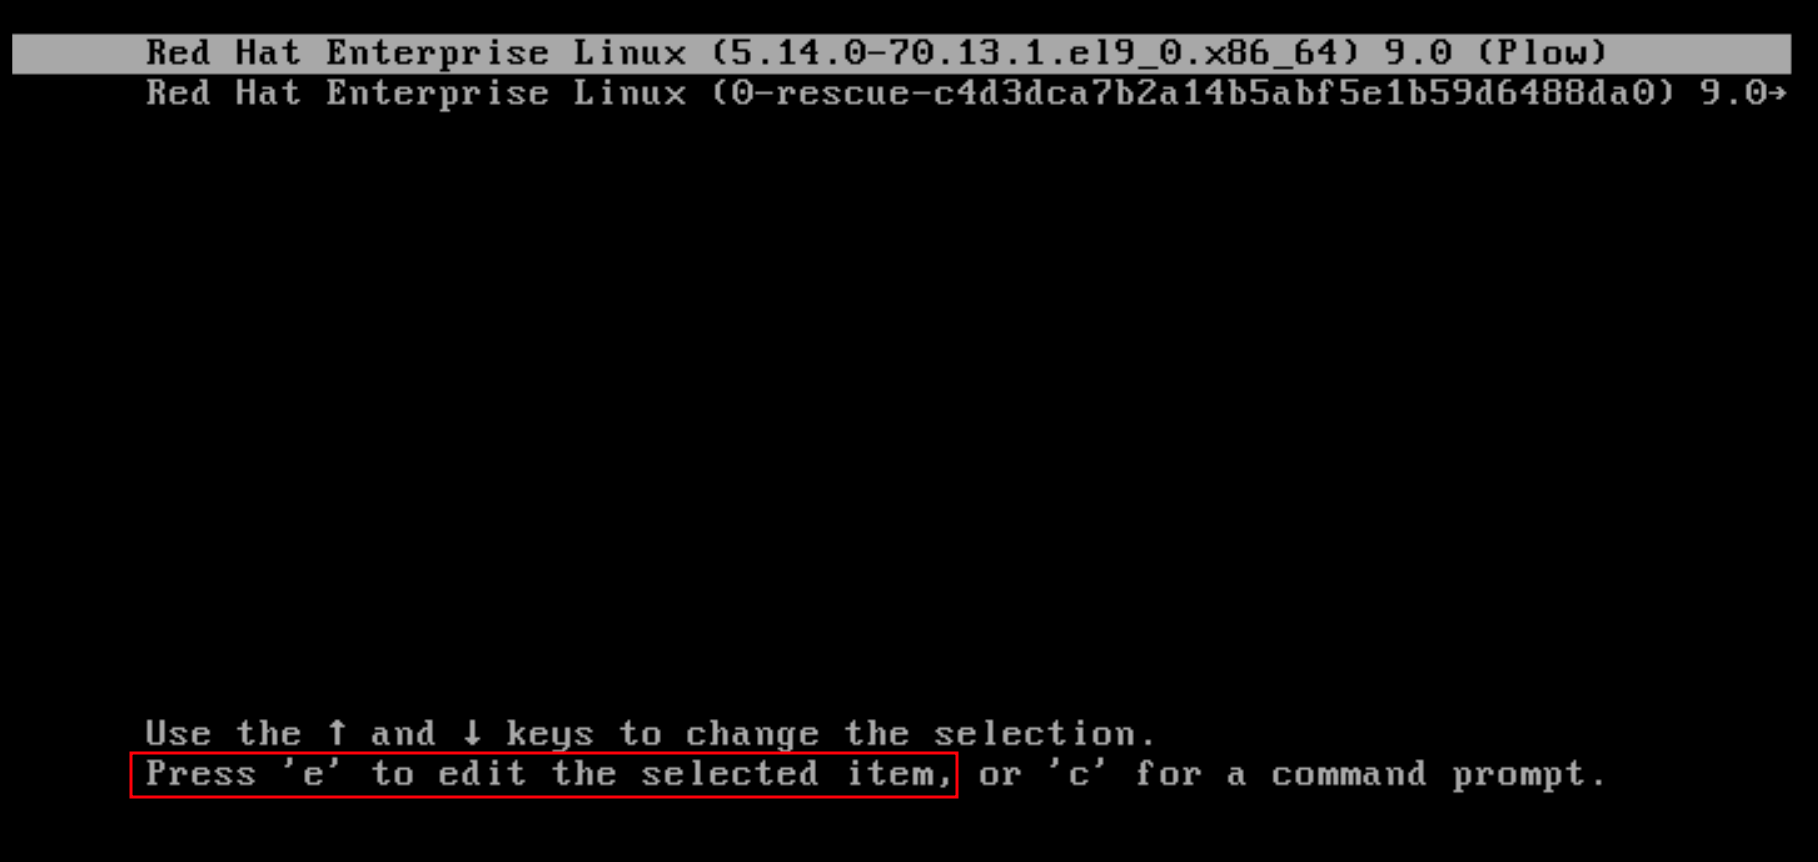 Red Hat Enterprise Linux (5.14.0-70.13.1.el9_0.x86_64) 9.0 (Plow)
Red Hat Enterprise Linux (0-rescue-c4d3dca7b2a14b5abf5e1b59d6488da0) 9.0→
Use the ↑ and ↓ keys to change the selection.
Press 'e' to edit the selected item, or 'c' for a command prompt.